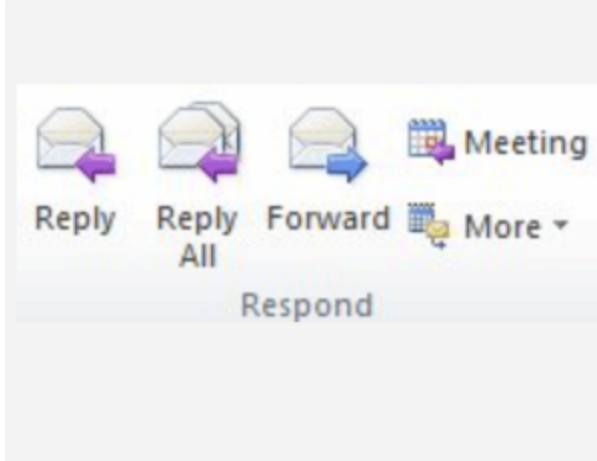 Reply
Reply All
Forward
Meeting
More
Respond